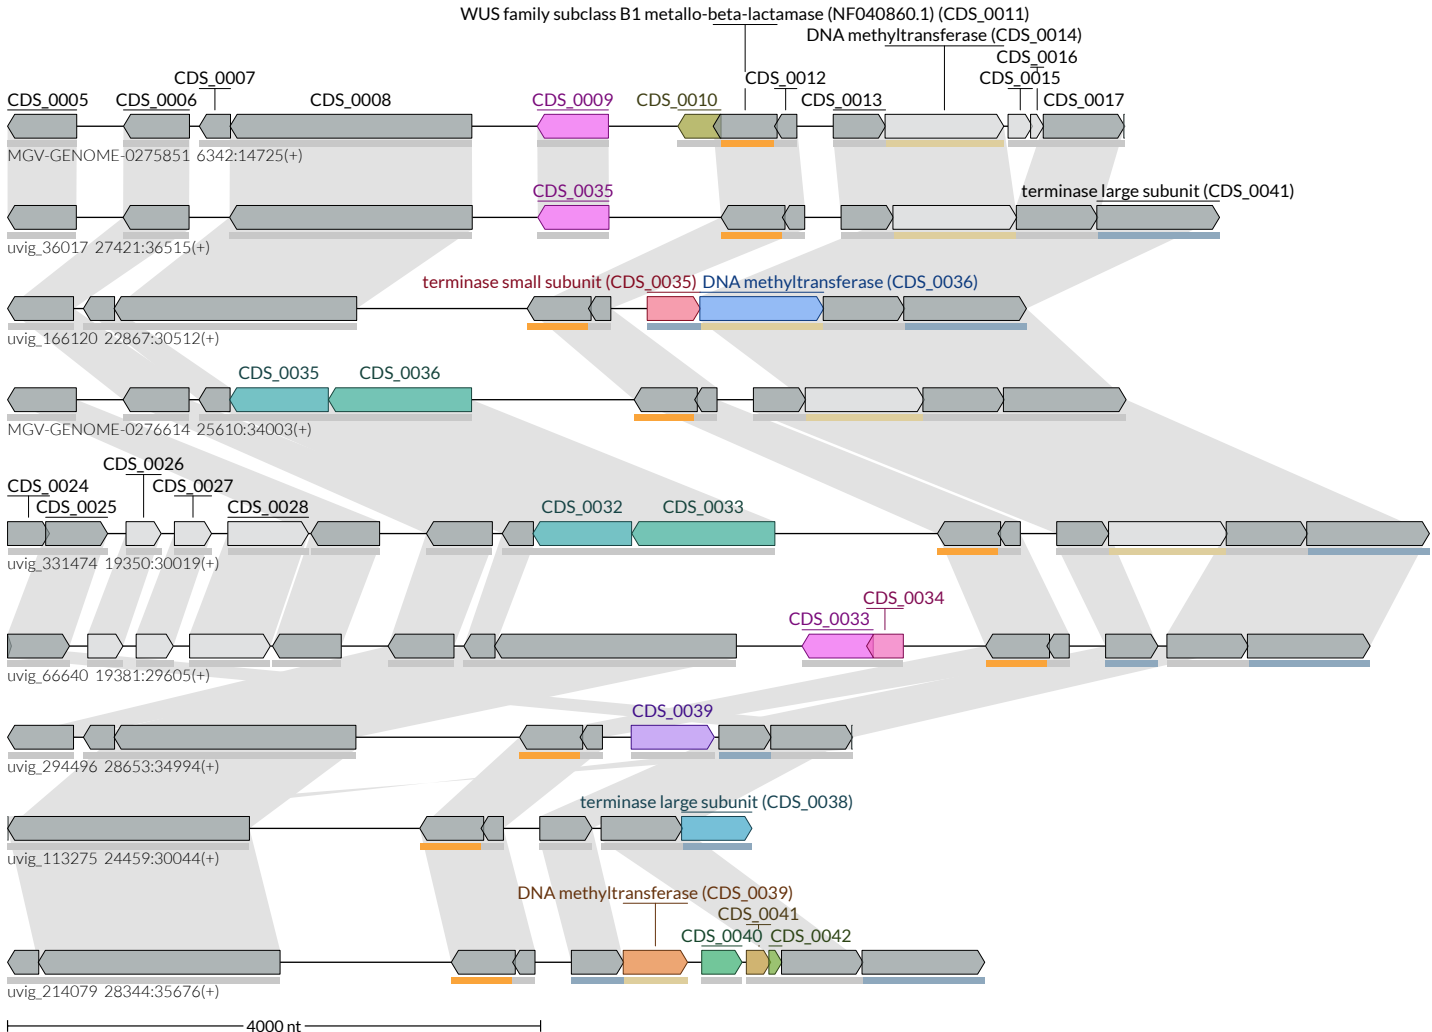 WUS family subclass B1 metallo-beta-lactamase (NF040860.1) (CDS_0011)
DNA methyltransferase (CDS_0014)
CDS_0016
CDS_0007 CDS_0012 CDS_0015
CDS_0005 CDS_0006 CDS_0008 CDS_0009 CDS_0010 CDS_0013 CDS_0017
MGV-GENOME-0275851 6342:14725(+)
CDS_0035 terminase large subunit (CDS_0041)
uvig_36017 27421:36515(+)
terminase small subunit (CDS_0035) DNA methyltransferase (CDS_0036)
uvig_166120 22867:30512(+)
CDS_0035 CDS_0036
MGV-GENOME-0276614 25610:34003(+)
CDS_0026
CDS_0024 CDS_0027
CDS_0025 CDS_0028 CDS_0032 CDS_0033
uvig_331474 19350:30019(+)
CDS_0034
CDS_0033
uvig_66640 19381:29605(+)
CDS_0039
uvig_294496 28653:34994(+)
terminase large subunit (CDS_0038)
uvig_113275 24459:30044(+)
DNA methyltransferase (CDS_0039)
CDS_0041
CDS_0040 CDS_0042
uvig_214079 28344:35676(+)
4000 nt